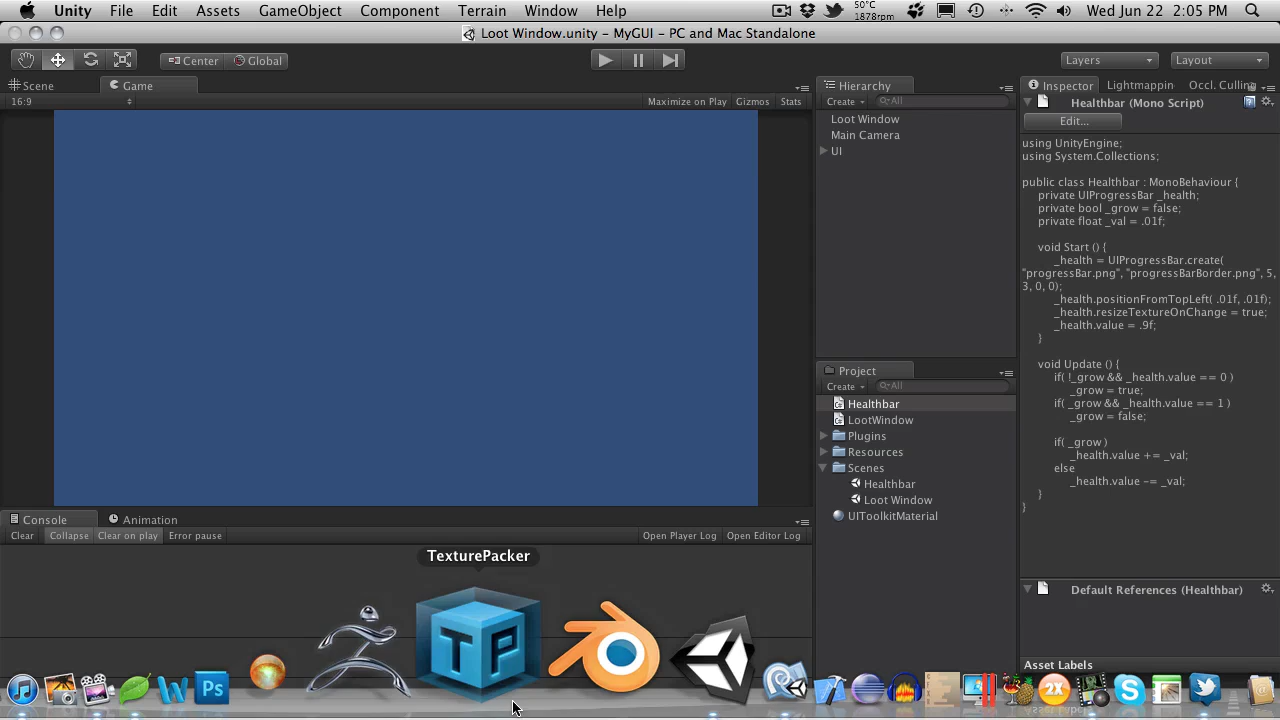 Unity File Edit Assets GameObject Component Terrain Window Help 50°C 1878rpm Wed Jun 22 2:05 PM
Loot Window.unity – MyGUI – PC and Mac Standalone
Center Global Layers Layout
Scene Game Hierarchy Inspector Lightmappin Occl. Culling
16:9 Maximize on Play Gizmos Stats Create All
Healthbar (Mono Script)
Edit...
Loot Window
Main Camera
UI
using UnityEngine;
using System.Collections;
public class Healthbar : MonoBehaviour {
private UIProgressBar _health;
private bool _grow = false;
private float _val = .01f;
void Start () {
_health = UIProgressBar.create(
"progressBar.png", "progressBarBorder.png", 5,
3, 0, 0);
_health.positionFromTopLeft( .01f, .01f);
_health.resizeTextureOnChange = true;
_health.value = .9f;
}
void Update () {
if( !_grow && _health.value == 0 )
_grow = true;
if( _grow && _health.value == 1 )
_grow = false;
if( _grow )
_health.value += _val;
else
_health.value -= _val;
}
}
Project
Create All
Healthbar
LootWindow
Plugins
Resources
Scenes
Healthbar
Loot Window
UIToolkitMaterial
Console Animation
Clear Collapse Clear on play Error pause Open Player Log Open Editor Log
TexturePacker
Default References (Healthbar)
Asset Labels
TP
Ps
2X